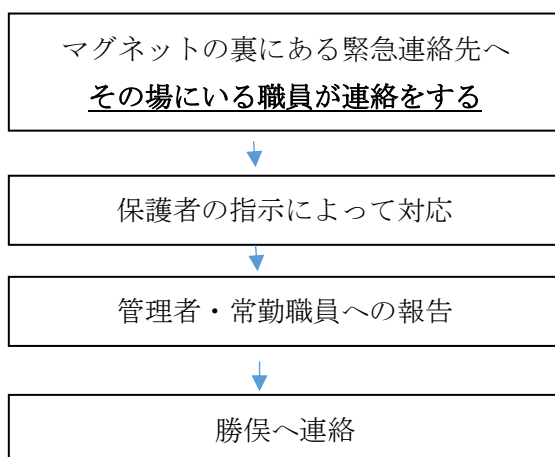 マグネットの裏にある緊急連絡先へ
その場にいる職員が連絡をする
保護者の指示によって対応
管理者・常勤職員への報告
勝俣へ連絡